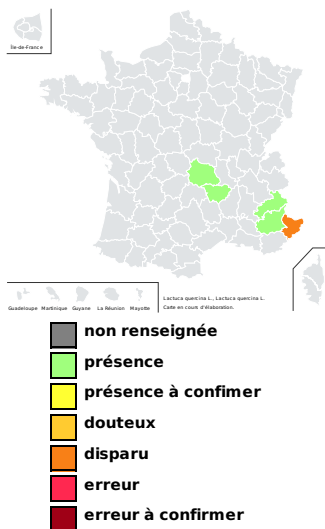 Île-de-France
Guadeloupe Martinique Guyane La Réunion Mayotte
Lactuca quercina L., Lactuca quercina L.
Carte en cours d'élaboration.
non renseignée
présence
présence à confimer
douteux
disparu
erreur
erreur à confirmer